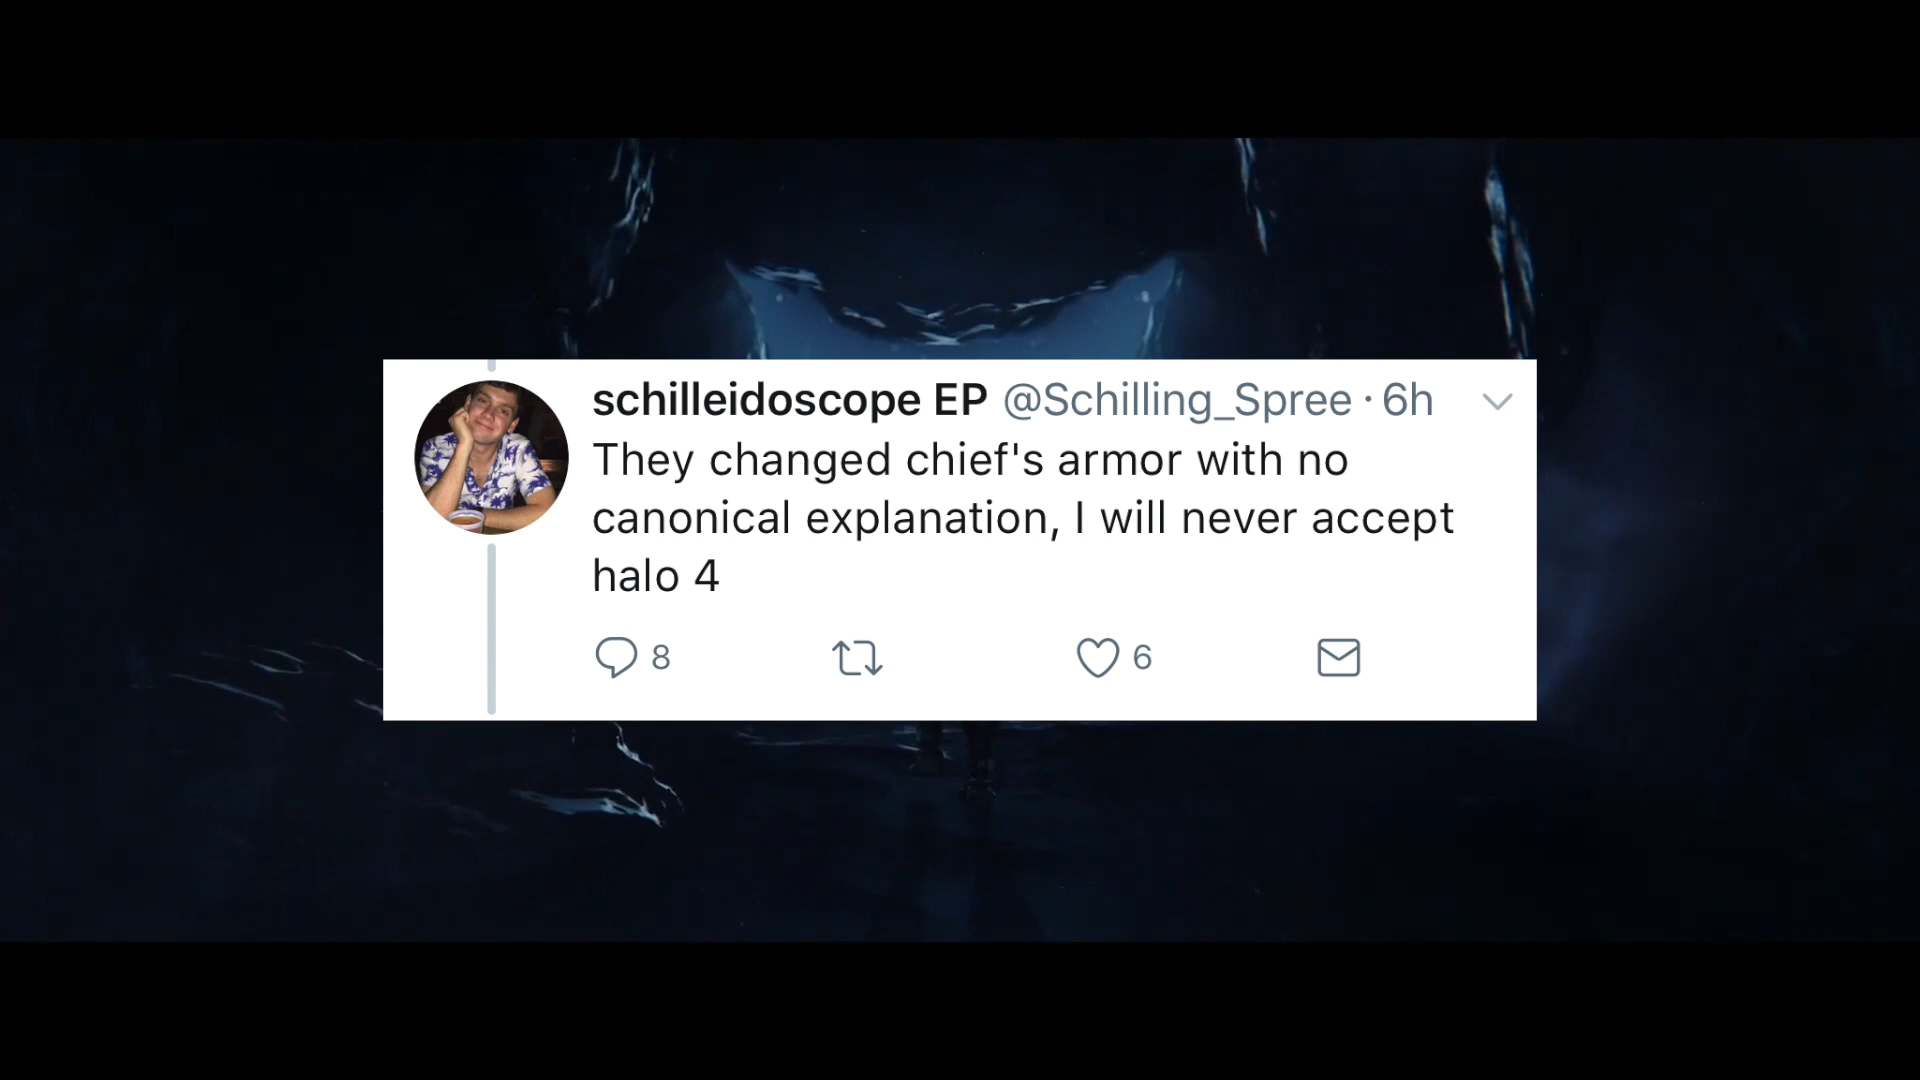 schilleidoscope EP @Schilling_Spree · 6h
They changed chief's armor with no
canonical explanation, I will never accept
halo 4
8 6